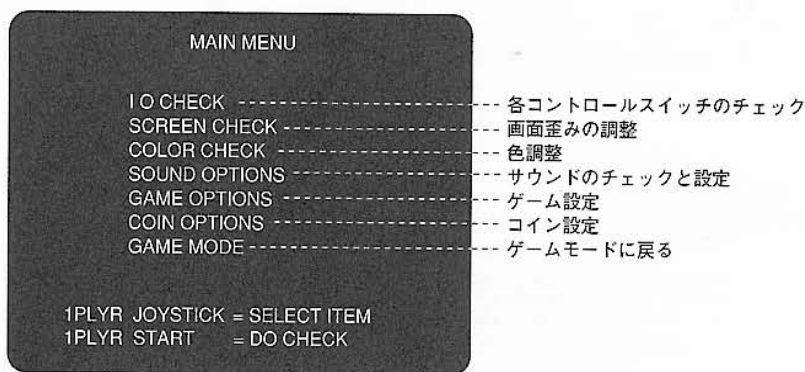 MAIN MENU
I O CHECK 各コントロールスイッチのチェック
SCREEN CHECK 画面歪みの調整
COLOR CHECK 色調整
SOUND OPTIONS サウンドのチェックと設定
GAME OPTIONS ゲーム設定
COIN OPTIONS コイン設定
GAME MODE ゲームモードに戻る
1PLYR JOYSTICK = SELECT ITEM
1PLYR START = DO CHECK